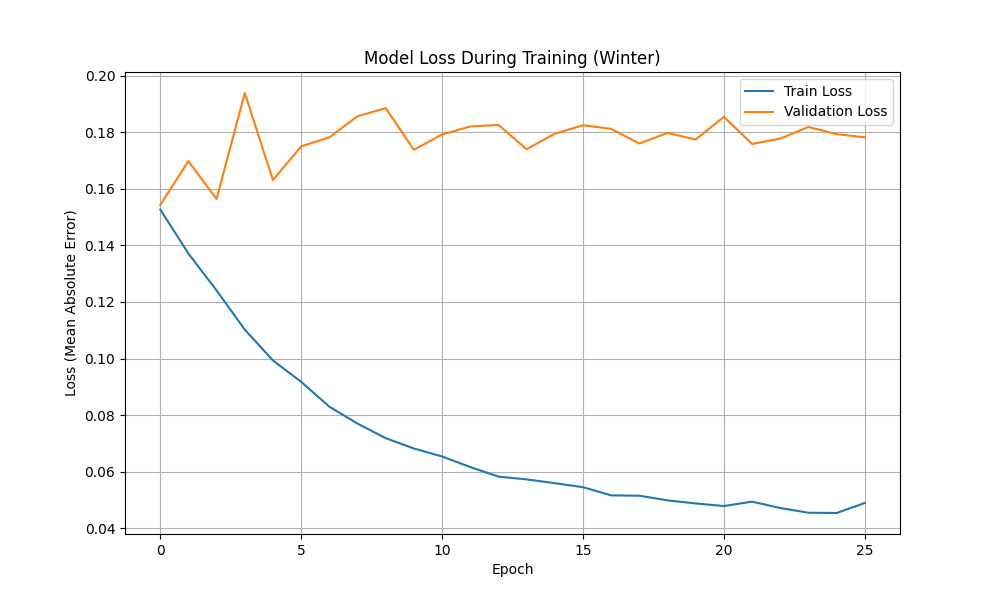 Model Loss During Training (Winter)
Train Loss
Validation Loss
Loss (Mean Absolute Error)
0.20
0.18
0.16
0.14
0.12
0.10
0.08
0.06
0.04
0 5 10 15 20 25
Epoch